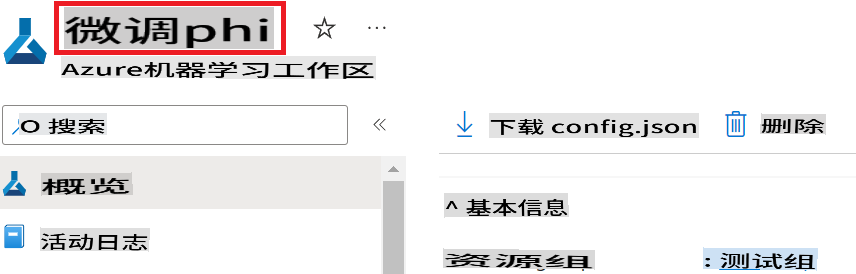 微调phi
Azure机器学习工作区
搜索
概览
活动日志
下载 config.json
删除
^ 基本信息
资源组 : 测试组